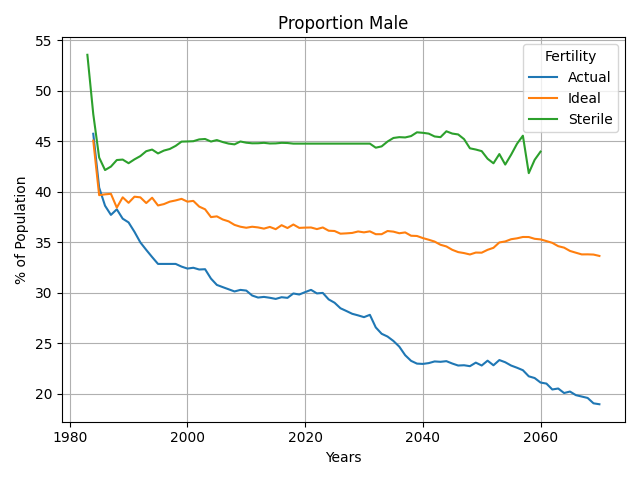 Proportion Male
% of Population
55
50
45
40
35
30
25
20
Fertility
Actual
Ideal
Sterile
1980
2000
2020
2040
2060
Years